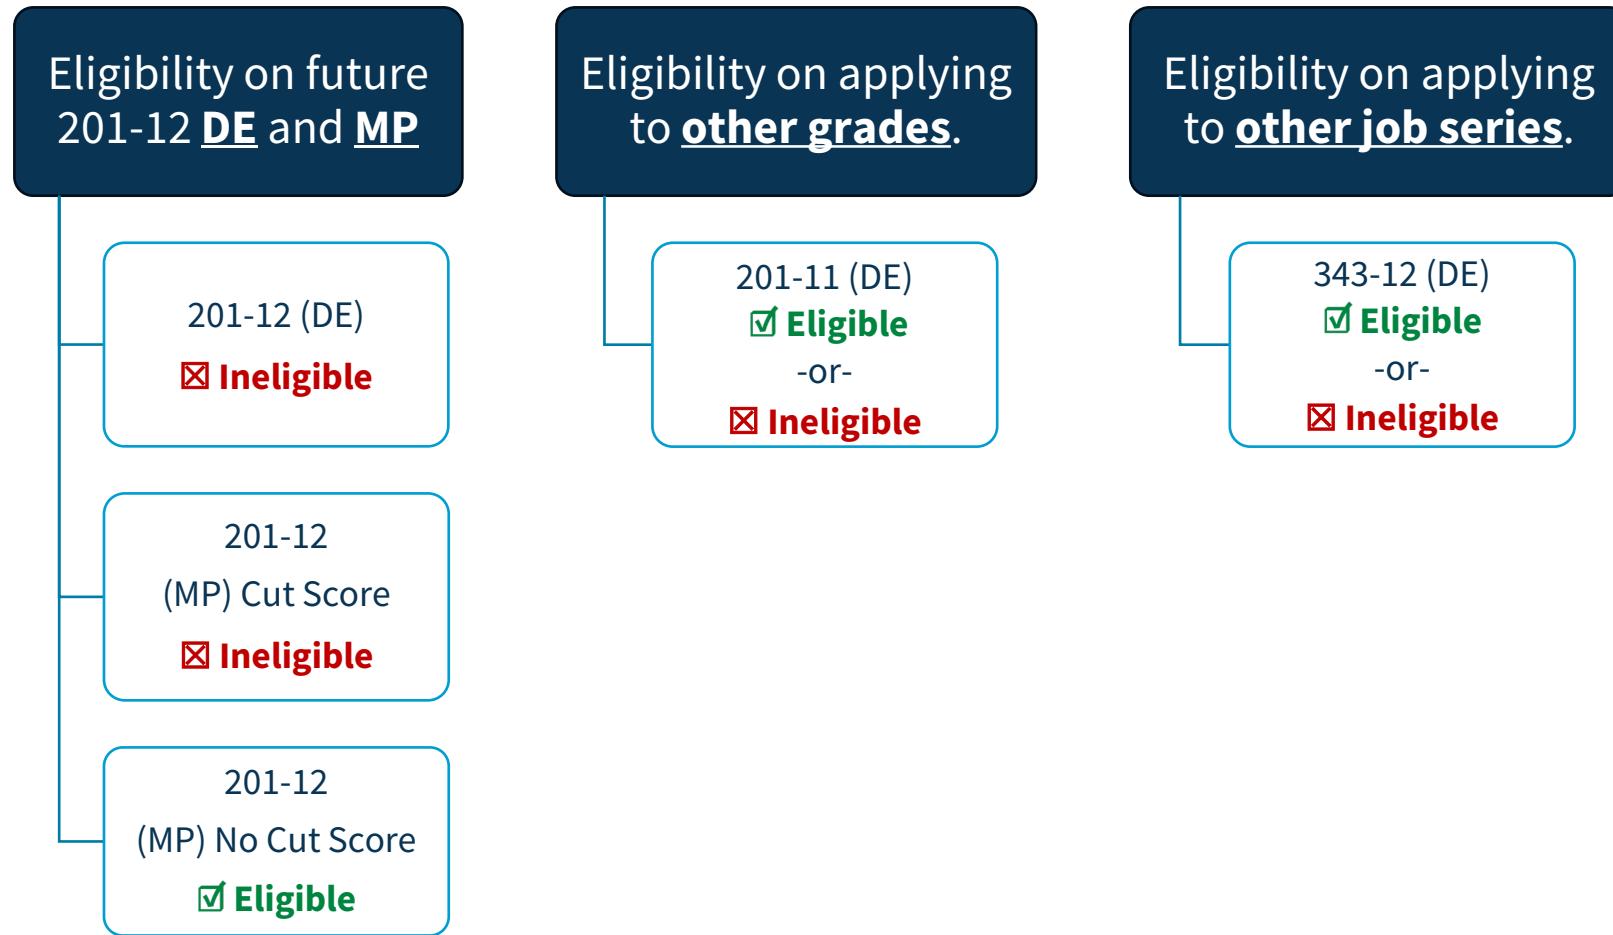 Eligibility on future
201-12 DE and MP
201-12 (DE)
☒ Ineligible
201-12
(MP) Cut Score
☒ Ineligible
201-12
(MP) No Cut Score
☑ Eligible
Eligibility on applying
to other grades.
201-11 (DE)
☑ Eligible
-or-
☒ Ineligible
Eligibility on applying
to other job series.
343-12 (DE)
☑ Eligible
-or-
☒ Ineligible